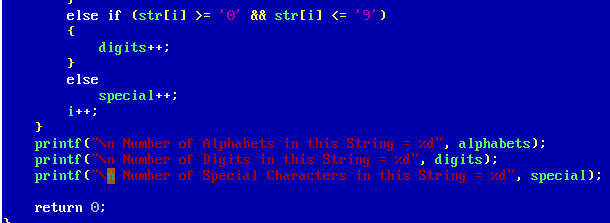 }
else if (str[i] >= '0' && str[i] <= '9')
{
digits++;
}
else
special++;
i++;
}
printf("\n Number of Alphabets in this String = %d", alphabets);
printf("\n Number of Digits in this String = %d", digits);
printf("\n Number of Special Characters in this String = %d", special);
return 0;
}